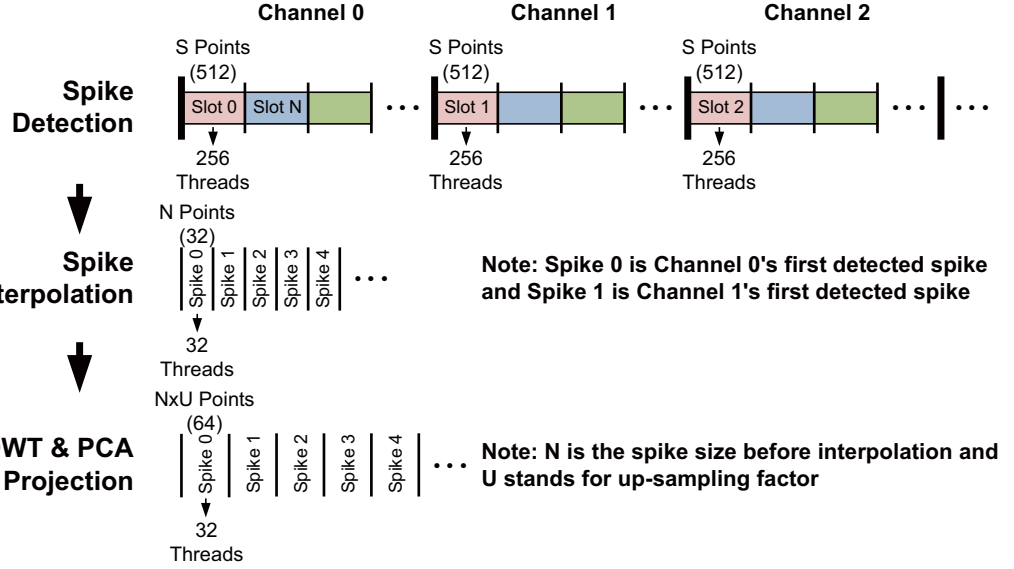 Channel 0 Channel 1 Channel 2
S Points S Points S Points
(512) (512) (512)
Spike
Detection
Slot 0 Slot N ... Slot 1 ... Slot 2 ... ...
256 256 256
Threads Threads Threads
N Points
(32)
Spike
terpolation
Spike 0 Spike 1 Spike 2 Spike 3 Spike 4 ...
Note: Spike 0 is Channel 0's first detected spike
and Spike 1 is Channel 1's first detected spike
32
Threads
NxU Points
(64)
WT & PCA
Projection
Spike 0 Spike 1 Spike 2 Spike 3 Spike 4 ...
Note: N is the spike size before interpolation and
U stands for up-sampling factor
32
Threads